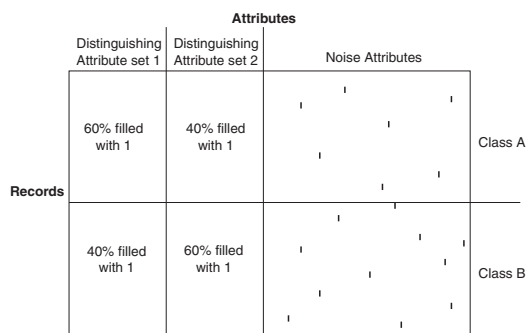 Attributes
Distinguishing
Attribute set 1
Distinguishing
Attribute set 2
Noise Attributes
60% filled
with 1
40% filled
with 1
Class A
Records
40% filled
with 1
60% filled
with 1
Class B